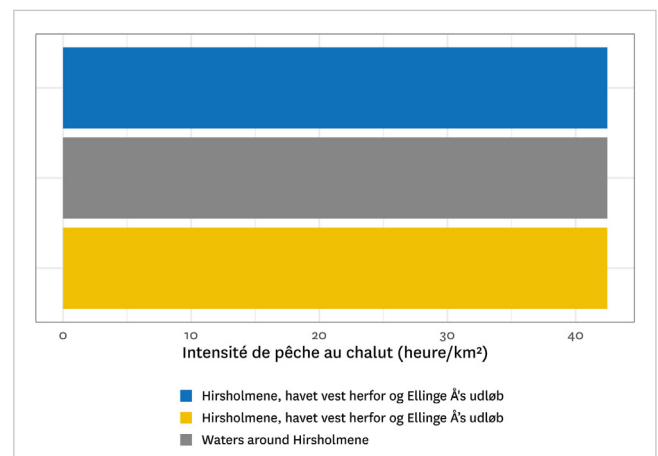 0 10 20 30 40
Intensité de pêche au chalut (heure/km²)
Hirsholmene, havet vest herfor og Ellinge Å's udløb
Hirsholmene, havet vest herfor og Ellinge Å’s udløb
Waters around Hirsholmene